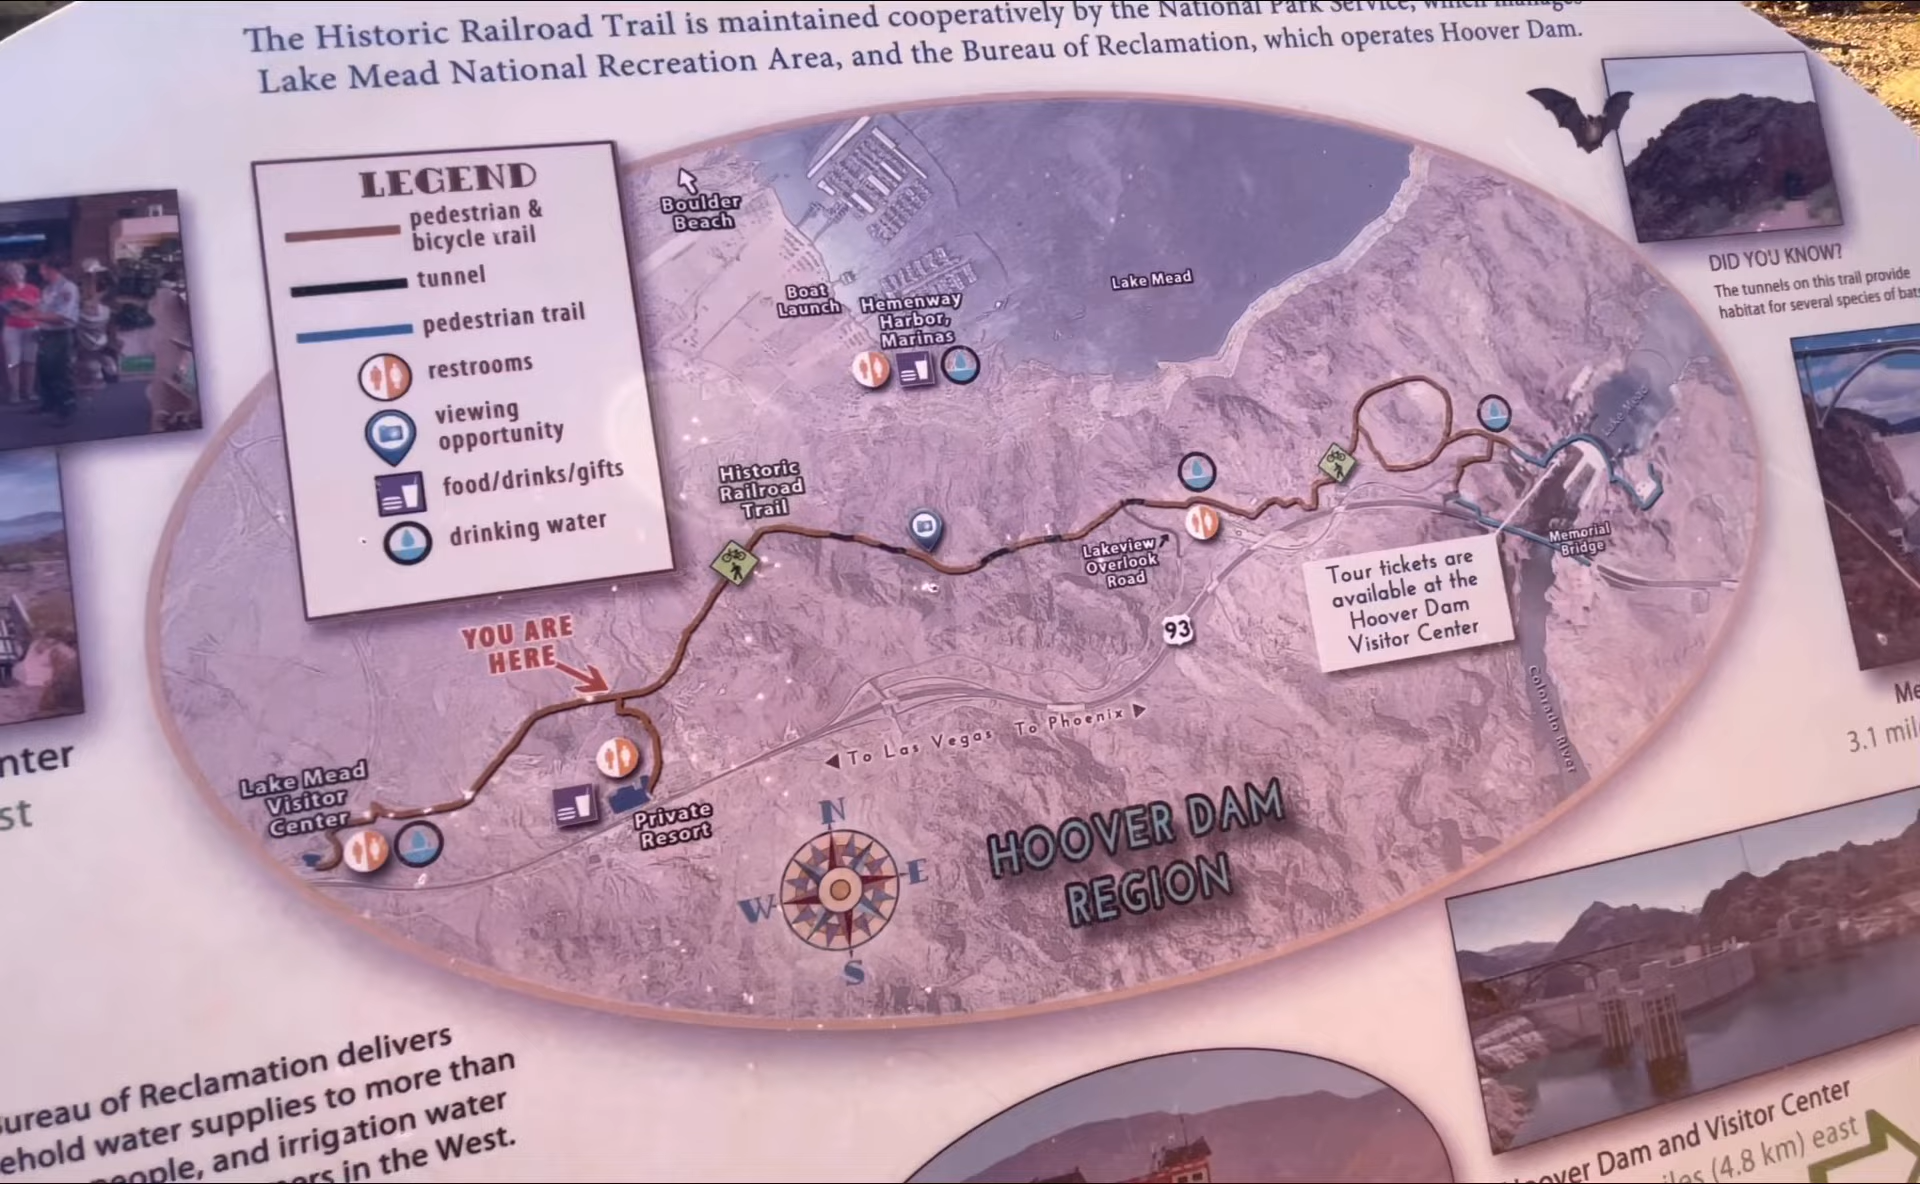 The Historic Railroad Trail is maintained cooperatively by the National Park Service, which manages
Lake Mead National Recreation Area, and the Bureau of Reclamation, which operates Hoover Dam.
LEGEND
pedestrian &
bicycle trail
tunnel
pedestrian trail
restrooms
viewing
opportunity
food/drinks/gifts
drinking water
Boulder
Beach
Boat
Launch
Hemenway
Harbor,
Marinas
Lake Mead
Lake Mead
DID YOU KNOW?
The tunnels on this trail provide
habitat for several species of bats
Historic
Railroad
Trail
Lakeview
Overlook
Road
Memorial
Bridge
Tour tickets are
available at the
Hoover Dam
Visitor Center
93
YOU ARE
HERE
Colorado River
To Phoenix
To Las Vegas
Lake Mead
Visitor
Center
Private
Resort
N
E
W
S
HOOVER DAM
REGION
3.1
Bureau of Reclamation delivers
water supplies to more than
people, and irrigation water
in the West.
Hoover Dam and Visitor Center
(4.8 km) east